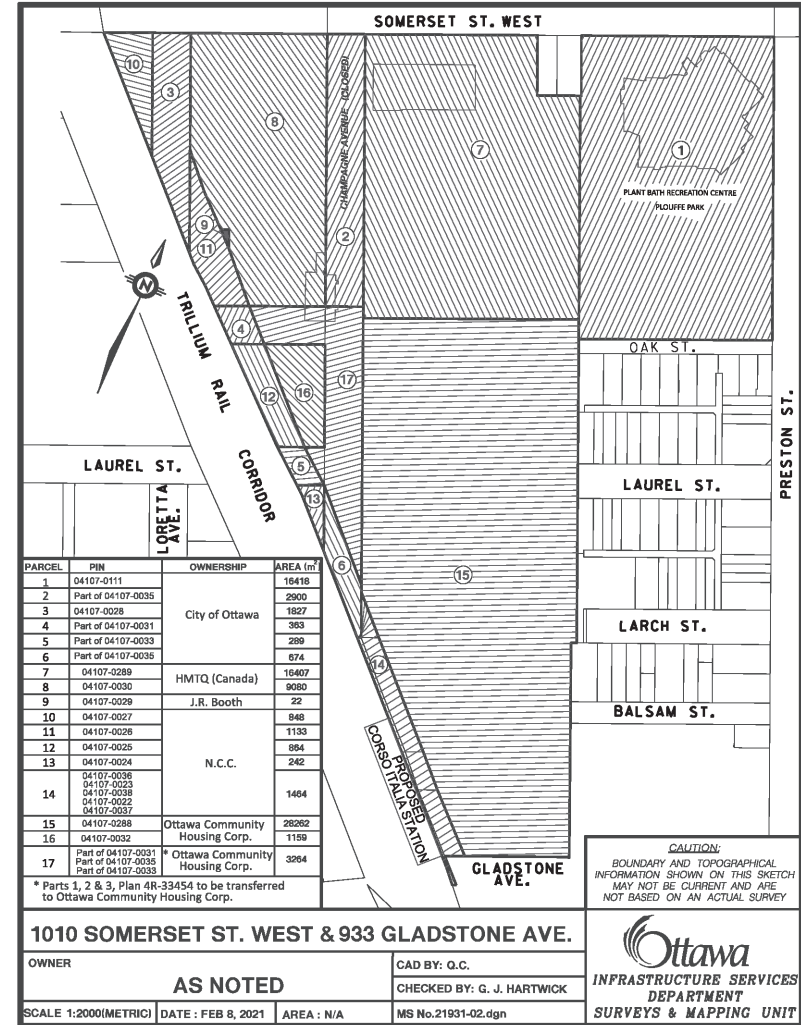 SOMERSET ST. WEST
10
3
8
CHAMPAGNE AVENUE (CLOSED)
7
1
PLANT BATH RECREATION CENTRE
PLOUFFE PARK
9
2
11
N
TRILLIUM RAIL CORRIDOR
4
OAK ST.
17
12
16
PRESTON ST.
LAUREL ST.
5
LAUREL ST.
13
LORETTA AVE.
6
15
LARCH ST.
14
BALSAM ST.
PROPOSED
CORSO ITALIA STATION
GLADSTONE
AVE.
PARCEL PIN OWNERSHIP AREA (m²)
1 04107-0111 16418
2 Part of 04107-0035 2900
3 04107-0028 City of Ottawa 1827
4 Part of 04107-0031 363
5 Part of 04107-0033 289
6 Part of 04107-0035 674
7 04107-0289 HMTQ (Canada) 16407
8 04107-0030 9080
9 04107-0029 J.R. Booth 22
10 04107-0027 848
11 04107-0026 1133
12 04107-0025 864
13 04107-0024 N.C.C. 242
14 04107-0036 1464
04107-0023
04107-0038
04107-0022
04107-0037
15 04107-0288 Ottawa Community Housing Corp. 28262
16 04107-0032 1159
17 Part of 04107-0031 * Ottawa Community 3264
Part of 04107-0035 Housing Corp.
Part of 04107-0033
* Parts 1, 2 & 3, Plan 4R-33454 to be transferred
to Ottawa Community Housing Corp.
CAUTION:
BOUNDARY AND TOPOGRAPHICAL
INFORMATION SHOWN ON THIS SKETCH
MAY NOT BE CURRENT AND ARE
NOT BASED ON AN ACTUAL SURVEY
1010 SOMERSET ST. WEST & 933 GLADSTONE AVE.
OWNER
AS NOTED
CAD BY: Q.C.
CHECKED BY: G. J. HARTWICK
SCALE 1:2000(METRIC) DATE : FEB 8, 2021 AREA : N/A MS No.21931-02.dgn
Ottawa
INFRASTRUCTURE SERVICES
DEPARTMENT
SURVEYS & MAPPING UNIT